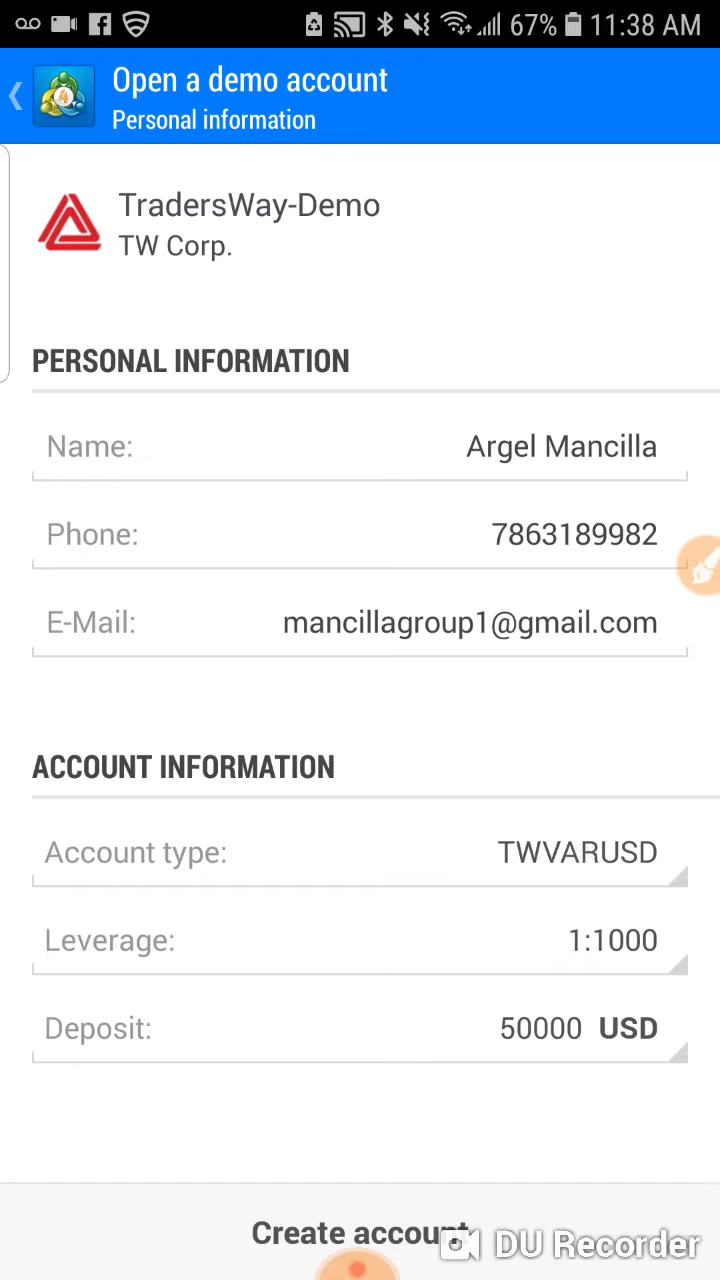 67% 11:38 AM
Open a demo account
Personal information
TradersWay-Demo
TW Corp.
PERSONAL INFORMATION
Name: Argel Mancilla
Phone: 7863189982
E-Mail: mancillagroup1@gmail.com
ACCOUNT INFORMATION
Account type: TWVARUSD
Leverage: 1:1000
Deposit: 50000 USD
Create account
DU Recorder